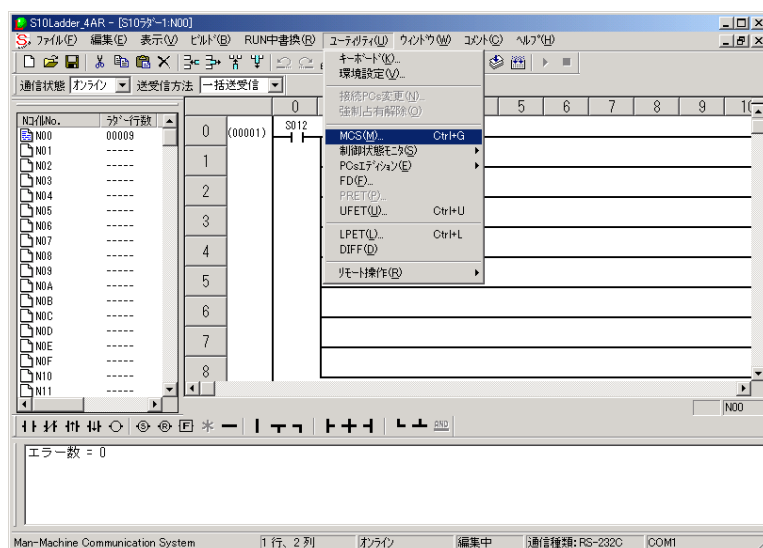 S10Ladder_4AR - [S10ﾗﾀﾞｰ1:N00]
ﾌｧｲﾙ(F) 編集(E) 表示(V) ﾋﾞﾙﾄﾞ(B) RUN中書換(R) ﾕｰﾃｨﾘﾃｨ(U) ｳｨﾝﾄﾞｳ(W) ｺﾒﾝﾄ(C) ﾍﾙﾌﾟ(H)
通信状態 ｵﾝﾗｲﾝ 送受信方法 一括送受信
ｷｰﾎﾞｰﾄﾞ(K)...
環境設定(V)...
接続PCs変更(N)...
強制占有解除(O)
MCS(M)... Ctrl+G
制御状態ﾓﾆﾀ(S)
PCsｴﾃﾞｨｼｮﾝ(E)
FD(F)...
PRET(P)...
UFET(U)... Ctrl+U
LPET(L)... Ctrl+L
DIFF(D)
ﾘﾓｰﾄ操作(R)
NｺｲﾙNo. ﾗﾀﾞｰ行数
N00 00009
N01 -----
N02 -----
N03 -----
N04 -----
N05 -----
N06 -----
N07 -----
N08 -----
N09 -----
N0A -----
N0B -----
N0C -----
N0D -----
N0E -----
N0F -----
N10 -----
N11 -----
0 5 6 7 8 9
0 (00001) S012
1
2
3
4
5
6
7
8
N00
S R F AND
エラー数 = 0
Man-Machine Communication System 1 行、2 列 ｵﾝﾗｲﾝ 編集中 通信種類: RS-232C COM1